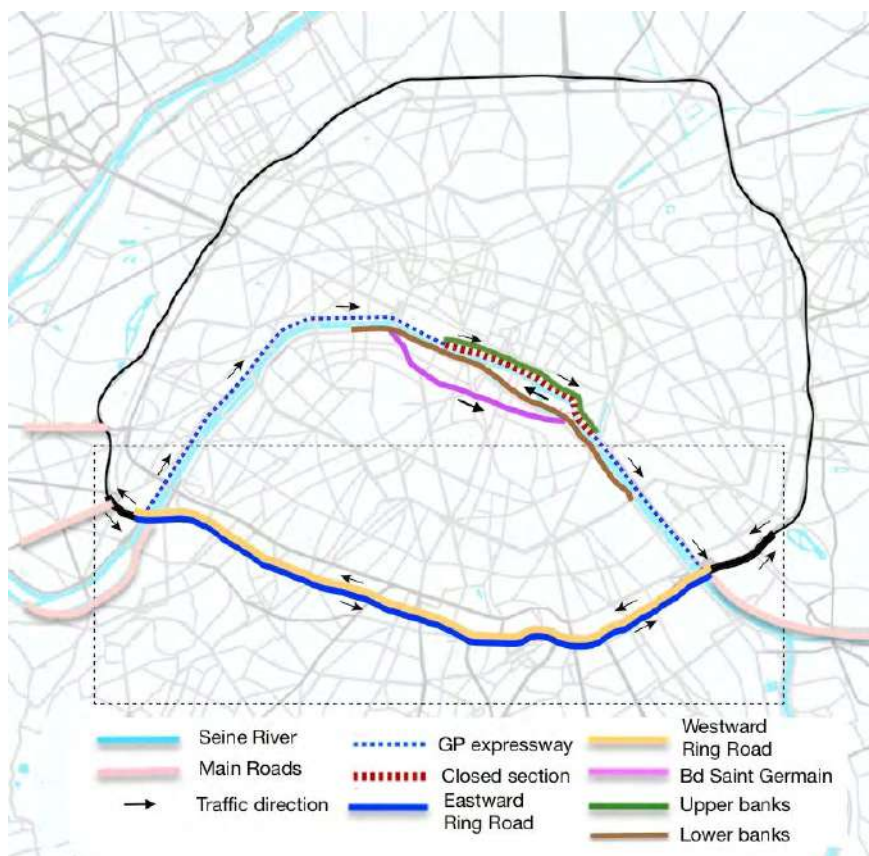 Seine River
Main Roads
Traffic direction
GP expressway
Closed section
Eastward
Ring Road
Westward
Ring Road
Bd Saint Germain
Upper banks
Lower banks